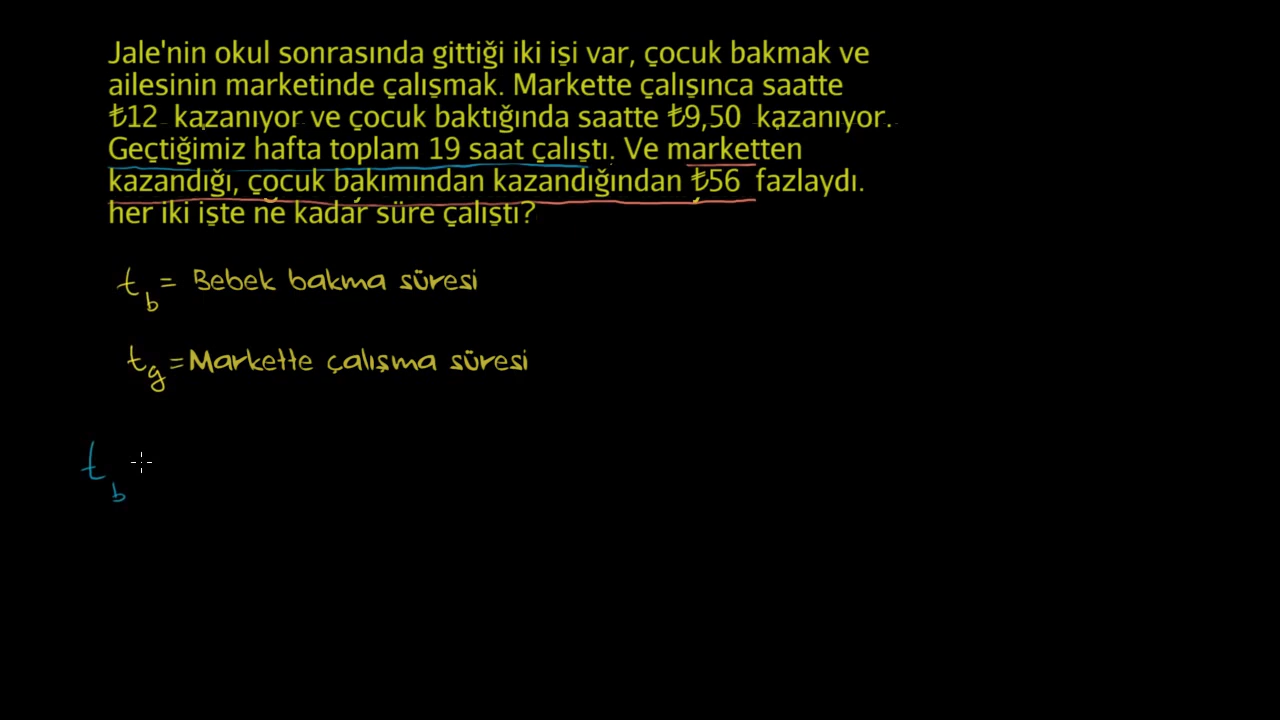 Jale'nin okul sonrasında gittiği iki işi var, çocuk bakmak ve
ailesinin marketinde çalışmak. Markette çalışınca saatte
₺12 kazanıyor ve çocuk baktığında saatte ₺9,50 kazanıyor.
Geçtiğimiz hafta toplam 19 saat çalıştı. Ve marketten
kazandığı, çocuk bakımından kazandığından ₺56 fazlaydı.
her iki işte ne kadar süre çalıştı?
t_b = Bebek bakma süresi
t_g = Markette çalışma süresi
t_b